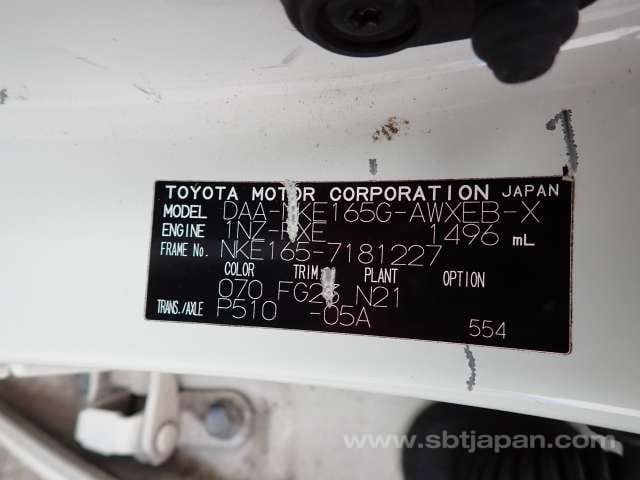 TOYOTA MOTOR CORPORATION JAPAN
MODEL DAA-NKE165G-AWXEB-X
ENGINE 1NZ-FXE 1496 mL
FRAME NO. NKE165-7181227
COLOR TRIM PLANT OPTION
070 FG23 N21
TRANS./AXLE P510 -05A
554
www.sbtjapan.com